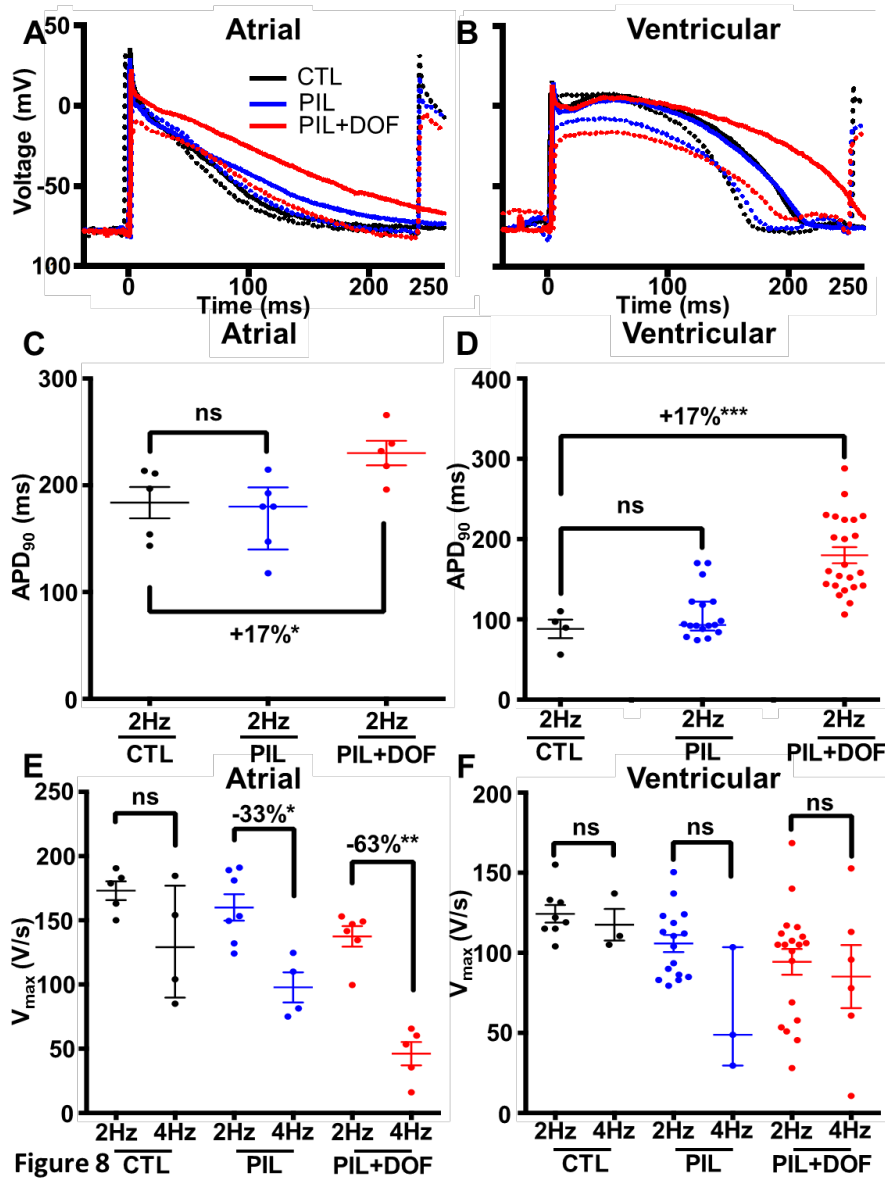 A Atrial
50
0
-50
100
Voltage (mV)
CTL
PIL
PIL+DOF
0 100 200 250
Time (ms)
B Ventricular
0 100 200 250
Time (ms)
C Atrial
300
200
100
0
APD90 (ms)
ns
+17%*
2Hz 2Hz 2Hz
CTL PIL PIL+DOF
D Ventricular
400
300
200
100
0
APD90 (ms)
+17%***
ns
2Hz 2Hz 2Hz
CTL PIL PIL+DOF
E Atrial
250
200
150
100
50
0
Vmax (V/s)
ns
-33%*
-63%**
2Hz 4Hz 2Hz 4Hz 2Hz 4Hz
CTL PIL PIL+DOF
F Ventricular
200
150
100
50
0
Vmax (V/s)
ns ns ns
2Hz 4Hz 2Hz 4Hz 2Hz 4Hz
CTL PIL PIL+DOF
Figure 8